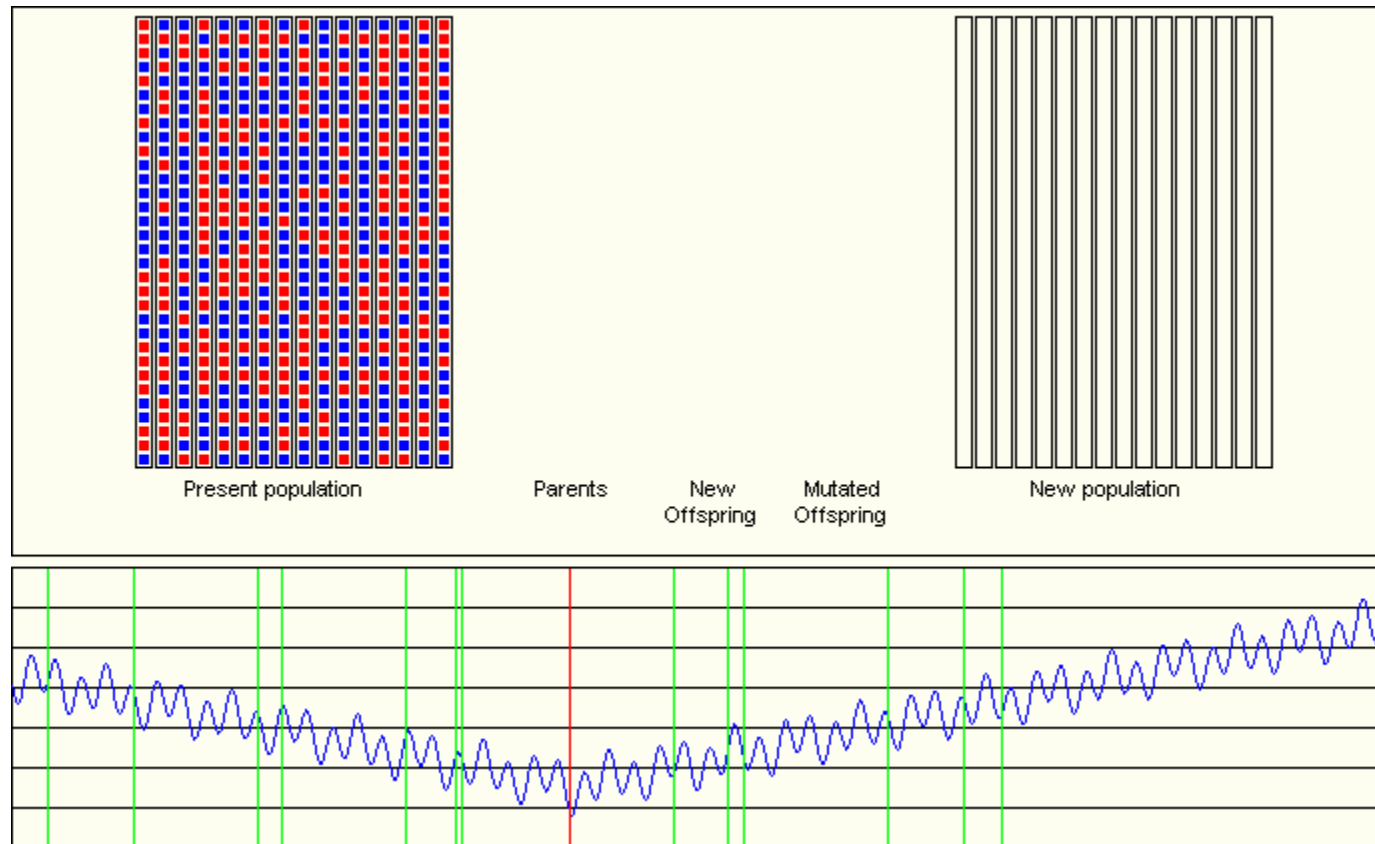 Present population
Parents
New
Offspring
Mutated
Offspring
New population